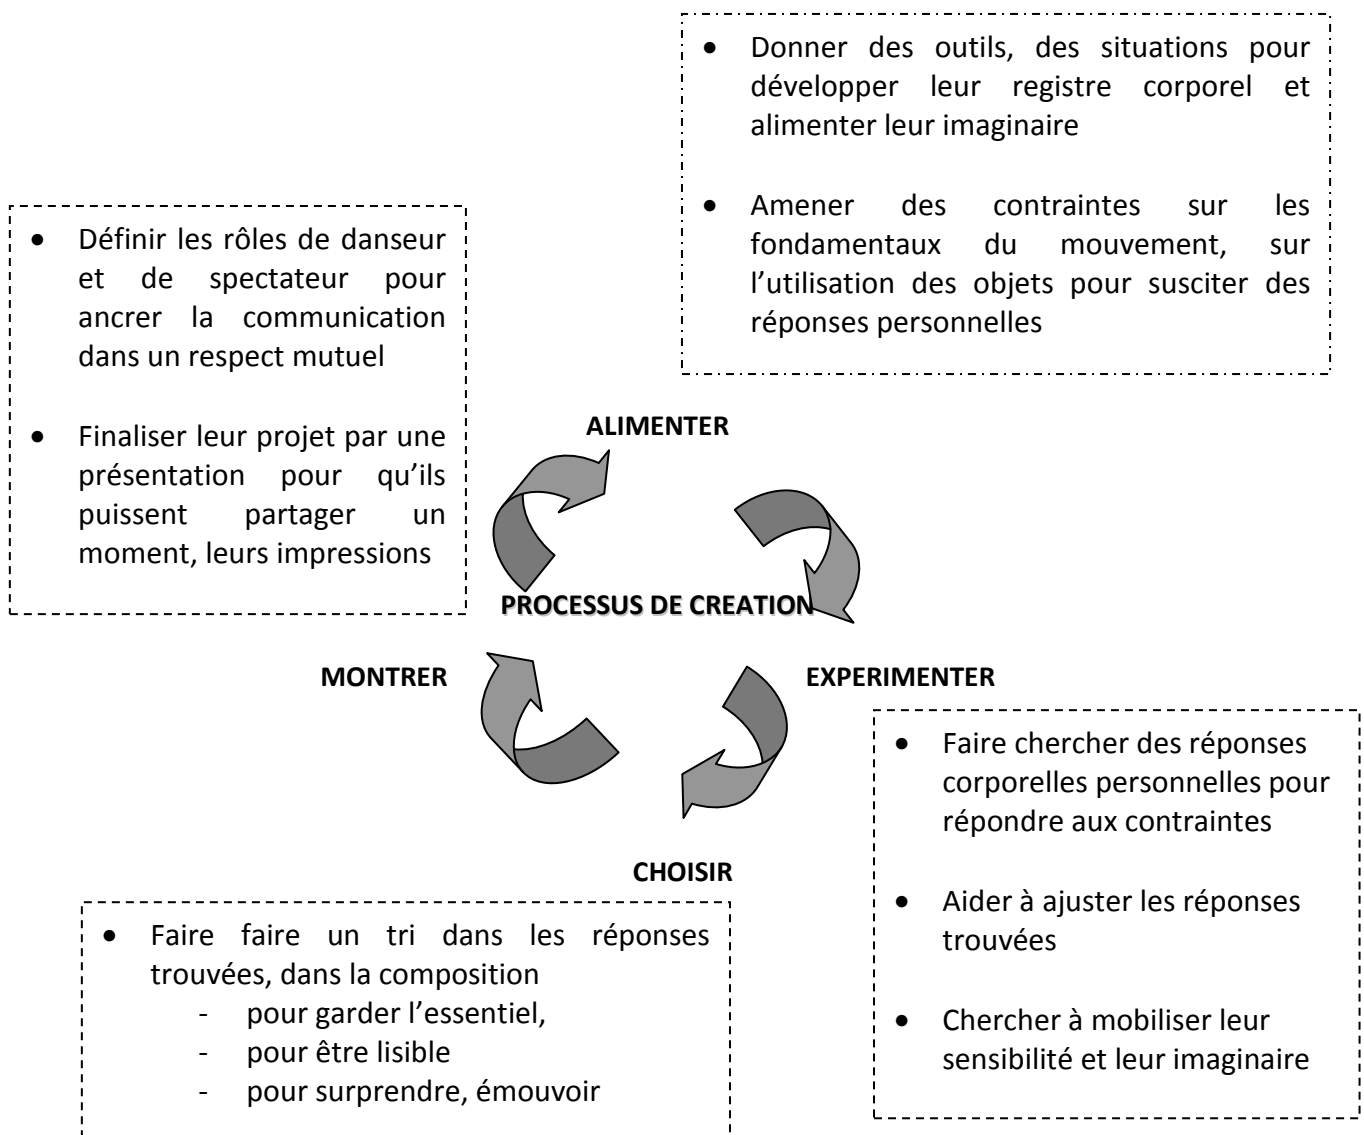 • Donner des outils, des situations pour
développer leur registre corporel et
alimenter leur imaginaire
• Amener des contraintes sur les
fondamentaux du mouvement, sur
l’utilisation des objets pour susciter des
réponses personnelles
• Définir les rôles de danseur
et de spectateur pour
ancrer la communication
dans un respect mutuel
• Finaliser leur projet par une
présentation pour qu’ils
puissent partager un
moment, leurs impressions
ALIMENTER
PROCESSUS DE CREATION
MONTRER
EXPERIMENTER
• Faire chercher des réponses
corporelles personnelles pour
répondre aux contraintes
• Aider à ajuster les réponses
trouvées
• Chercher à mobiliser leur
sensibilité et leur imaginaire
CHOISIR
• Faire faire un tri dans les réponses
trouvées, dans la composition
- pour garder l’essentiel,
- pour être lisible
- pour surprendre, émouvoir